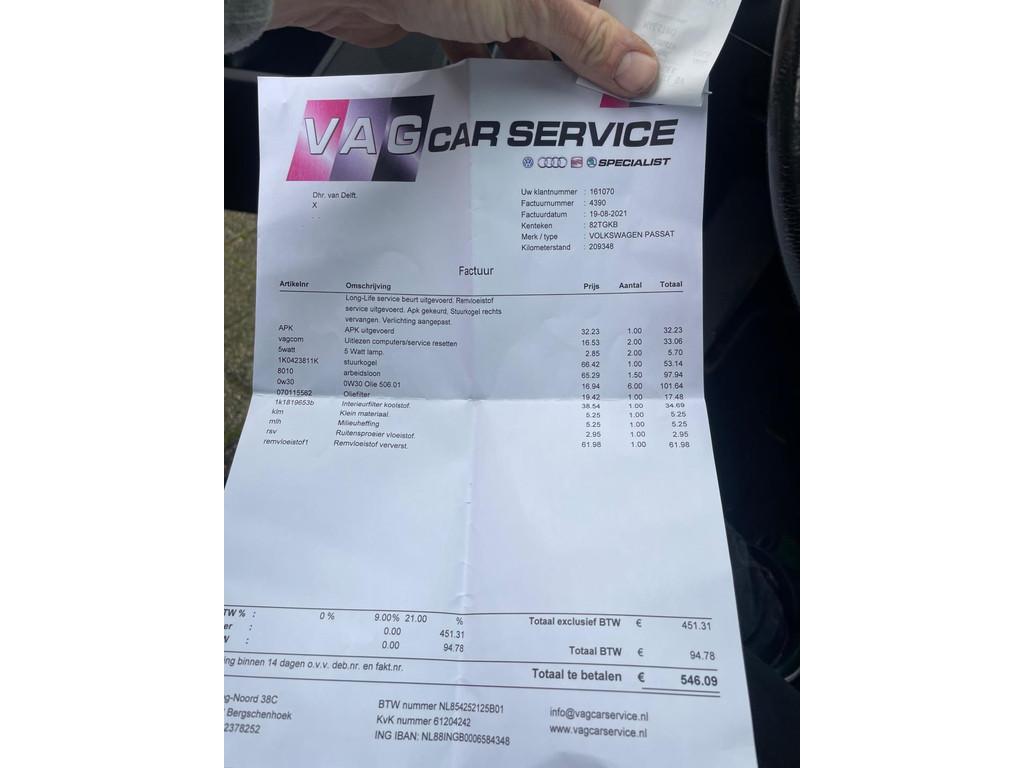 VAG CAR SERVICE
SPECIALIST
Dhr. van Delft.
X
. .
Uw klantnummer : 161070
Factuurnummer : 4390
Factuurdatum : 19-08-2021
Kenteken : 82TGKB
Merk / type : VOLKSWAGEN PASSAT
Kilometerstand : 209348
Factuur
Artikelnr Omschrijving Prijs Aantal Totaal
Long-Life service beurt uitgevoerd. Remvloeistof
service uitgevoerd. Apk gekeurd. Stuurkogel rechts
vervangen. Verlichting aangepast.
APK APK uitgevoerd 32.23 1.00 32.23
vagcom Uitlezen computers/service resetten 16.53 2.00 33.06
5watt 5 Watt lamp. 2.85 2.00 5.70
1K0423811K stuurkogel 66.42 1.00 53.14
8010 arbeidsloon 65.29 1.50 97.94
0w30 0W30 Olie 506.01 16.94 6.00 101.64
070115562 Oliefilter 19.42 1.00 17.48
1k1819653b Interieurfilter koolstof. 38.54 1.00 34.69
klm Klein materiaal. 5.25 1.00 5.25
mlh Milieuheffing 5.25 1.00 5.25
rsv Ruitensproeier vloeistof. 2.95 1.00 2.95
remvloeistof1 Remvloeistof ververst. 61.98 1.00 61.98
TW % : 0 % 9.00% 21.00 %
er : 0.00 451.31
: 0.00 94.78
Totaal exclusief BTW € 451.31
Totaal BTW € 94.78
ing binnen 14 dagen o.v.v. deb.nr. en fakt.nr.
Totaal te betalen € 546.09
g-Noord 38C
Bergschenhoek
2378252
BTW nummer NL854252125B01
KvK nummer 61204242
ING IBAN: NL88INGB0006584348
info@vagcarservice.nl
www.vagcarservice.nl